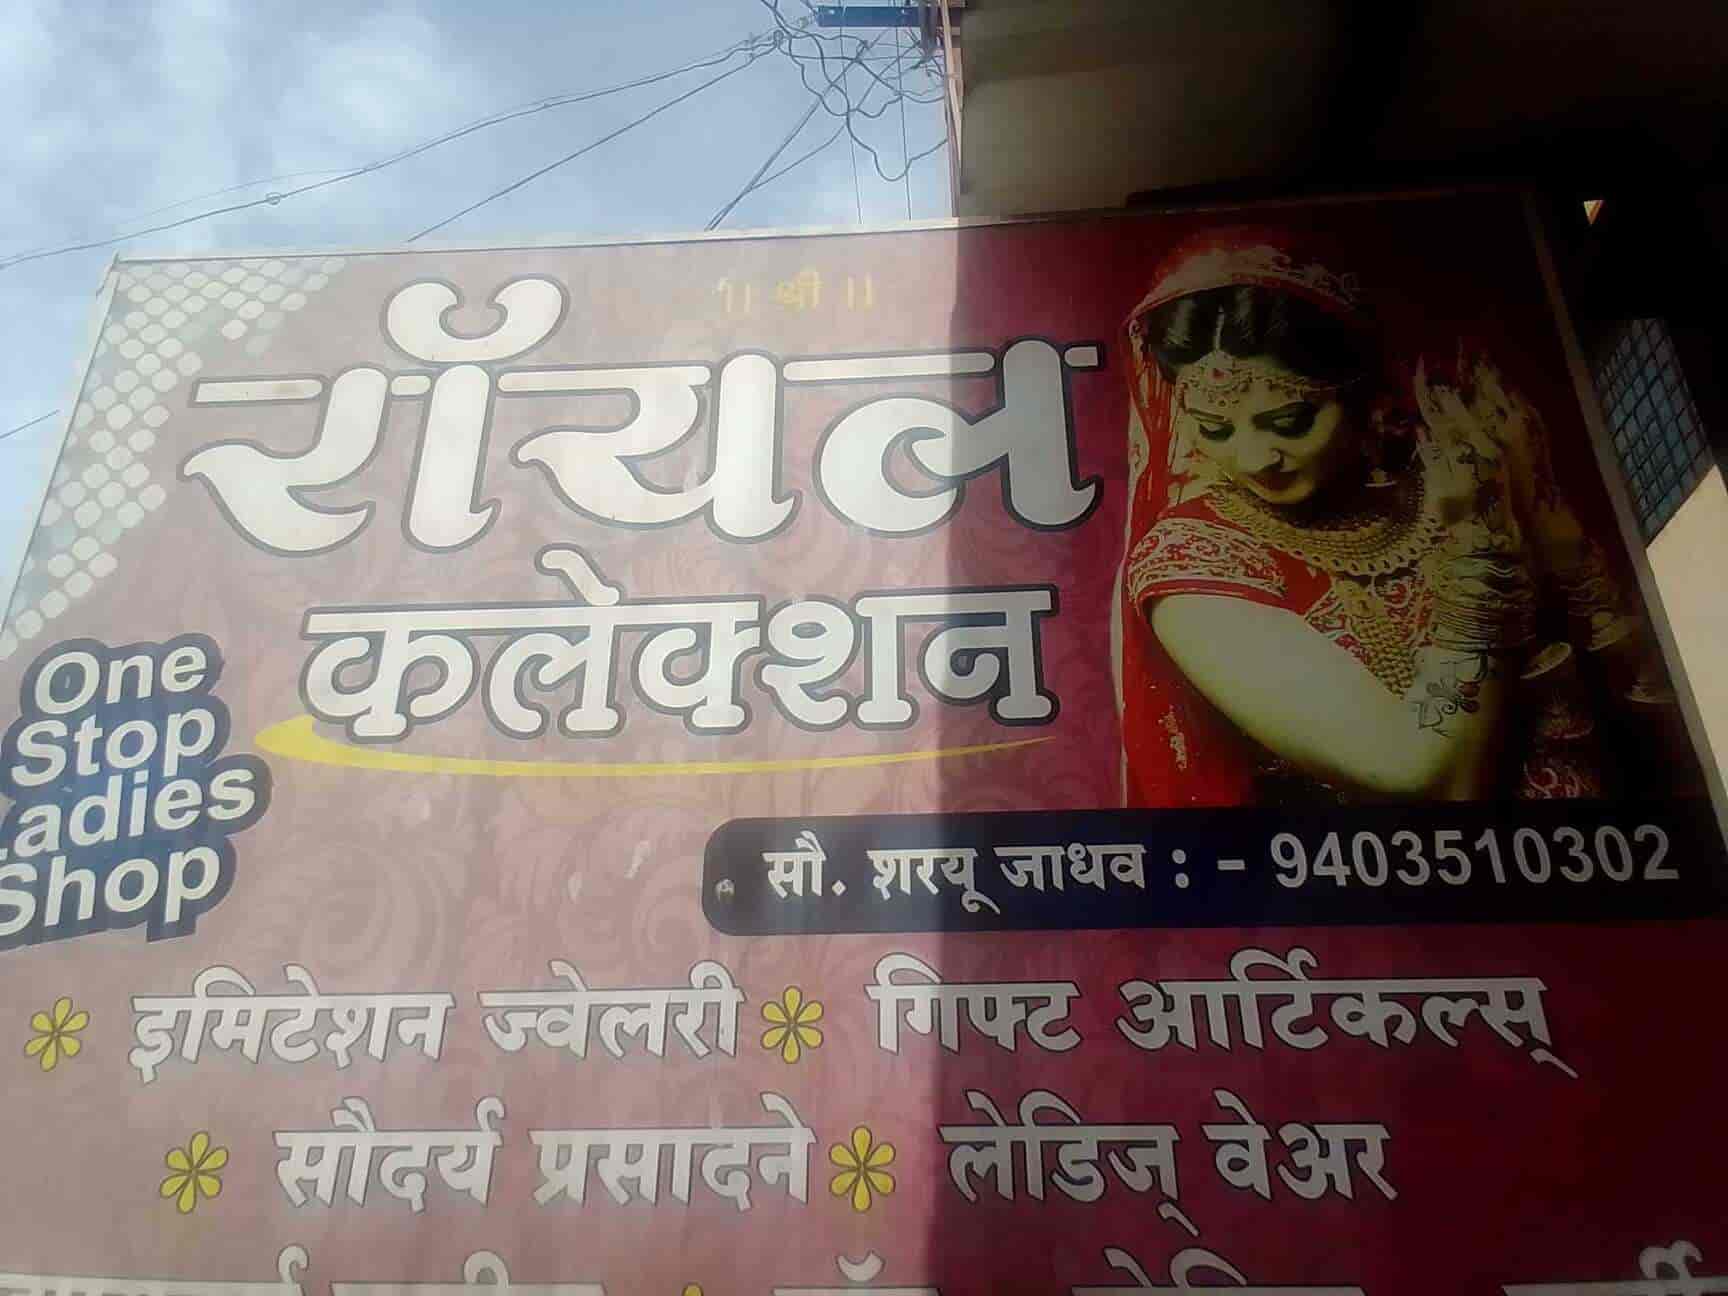 ।। श्री ।।
रॉयल
कलेक्शन
One
Stop
Ladies
Shop
सौ. शरयू जाधव : - 9403510302
इमिटेशन ज्वेलरी गिफ्ट आर्टिकल्स्
सौदर्य प्रसादने लेडिज् वेअर